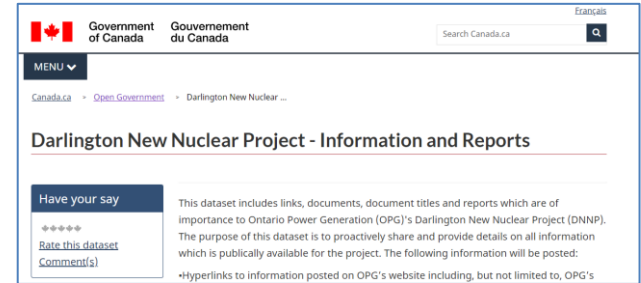 Français
Government Gouvernement
of Canada du Canada
Search Canada.ca
MENU
Canada.ca • Open Government • Darlington New Nuclear ...
Darlington New Nuclear Project - Information and Reports
Have your say
Rate this dataset
Comment(s)
This dataset includes links, documents, document titles and reports which are of
importance to Ontario Power Generation (OPG)'s Darlington New Nuclear Project (DNNP).
The purpose of this dataset is to proactively share and provide details on all information
which is publically available for the project. The following information will be posted:
•Hyperlinks to information posted on OPG's website including, but not limited to, OPG's